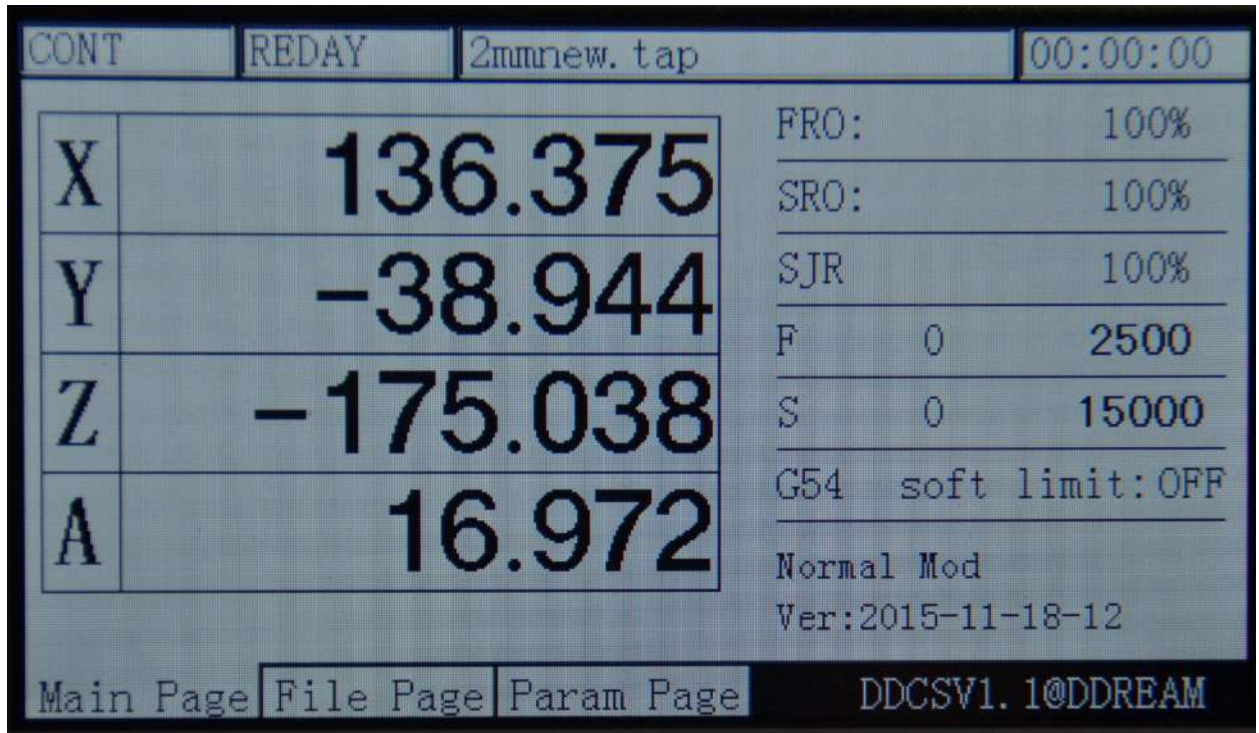 CONT REDAY 2mmnew.tap 00:00:00
X 136.375
Y -38.944
Z -175.038
A 16.972
FRO: 100%
SRO: 100%
SJR 100%
F 0 2500
S 0 15000
G54 soft limit:OFF
Normal Mod
Ver:2015-11-18-12
Main Page File Page Param Page DDCSV1.1@DDREAM